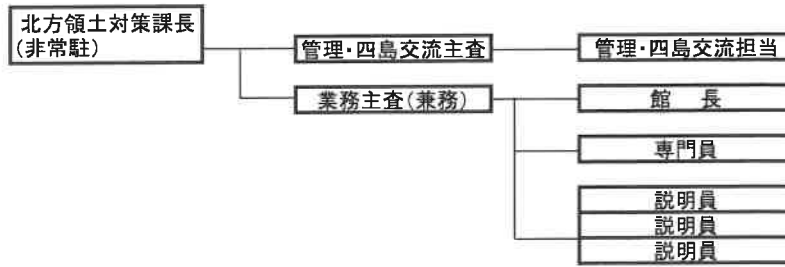 北方領土対策課長
(非常駐)
管理・四島交流主査
管理・四島交流担当
業務主査(兼務)
館　長
専門員
説明員
説明員
説明員